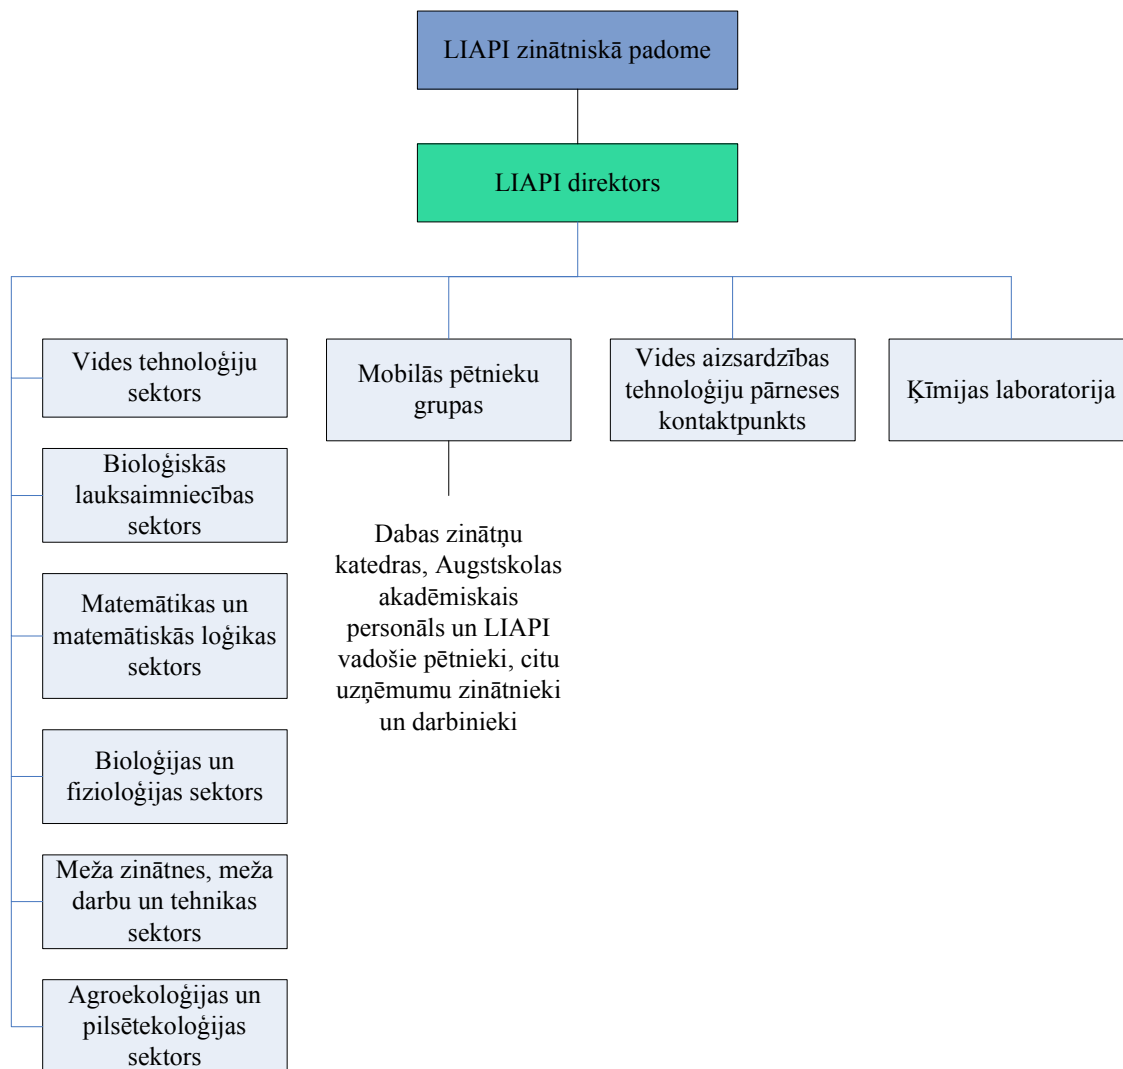 LIAPI zinātniskā padome
LIAPI direktors
Vides tehnoloģiju
sektors
Bioloģiskās
lauksaimniecības
sektors
Matemātikas un
matemātiskās loģikas
sektors
Bioloģijas un
fizioloģijas sektors
Meža zinātnes, meža
darbu un tehnikas
sektors
Agroekoloģijas un
pilsētekoloģijas
sektors
Mobilās pētnieku
grupas
Dabas zinātņu
katedras, Augstskolas
akadēmiskais
personāls un LIAPI
vadošie pētnieki, citu
uzņēmumu zinātnieki
un darbinieki
Vides aizsardzības
tehnoloģiju pārneses
kontaktpunkts
Ķīmijas laboratorija